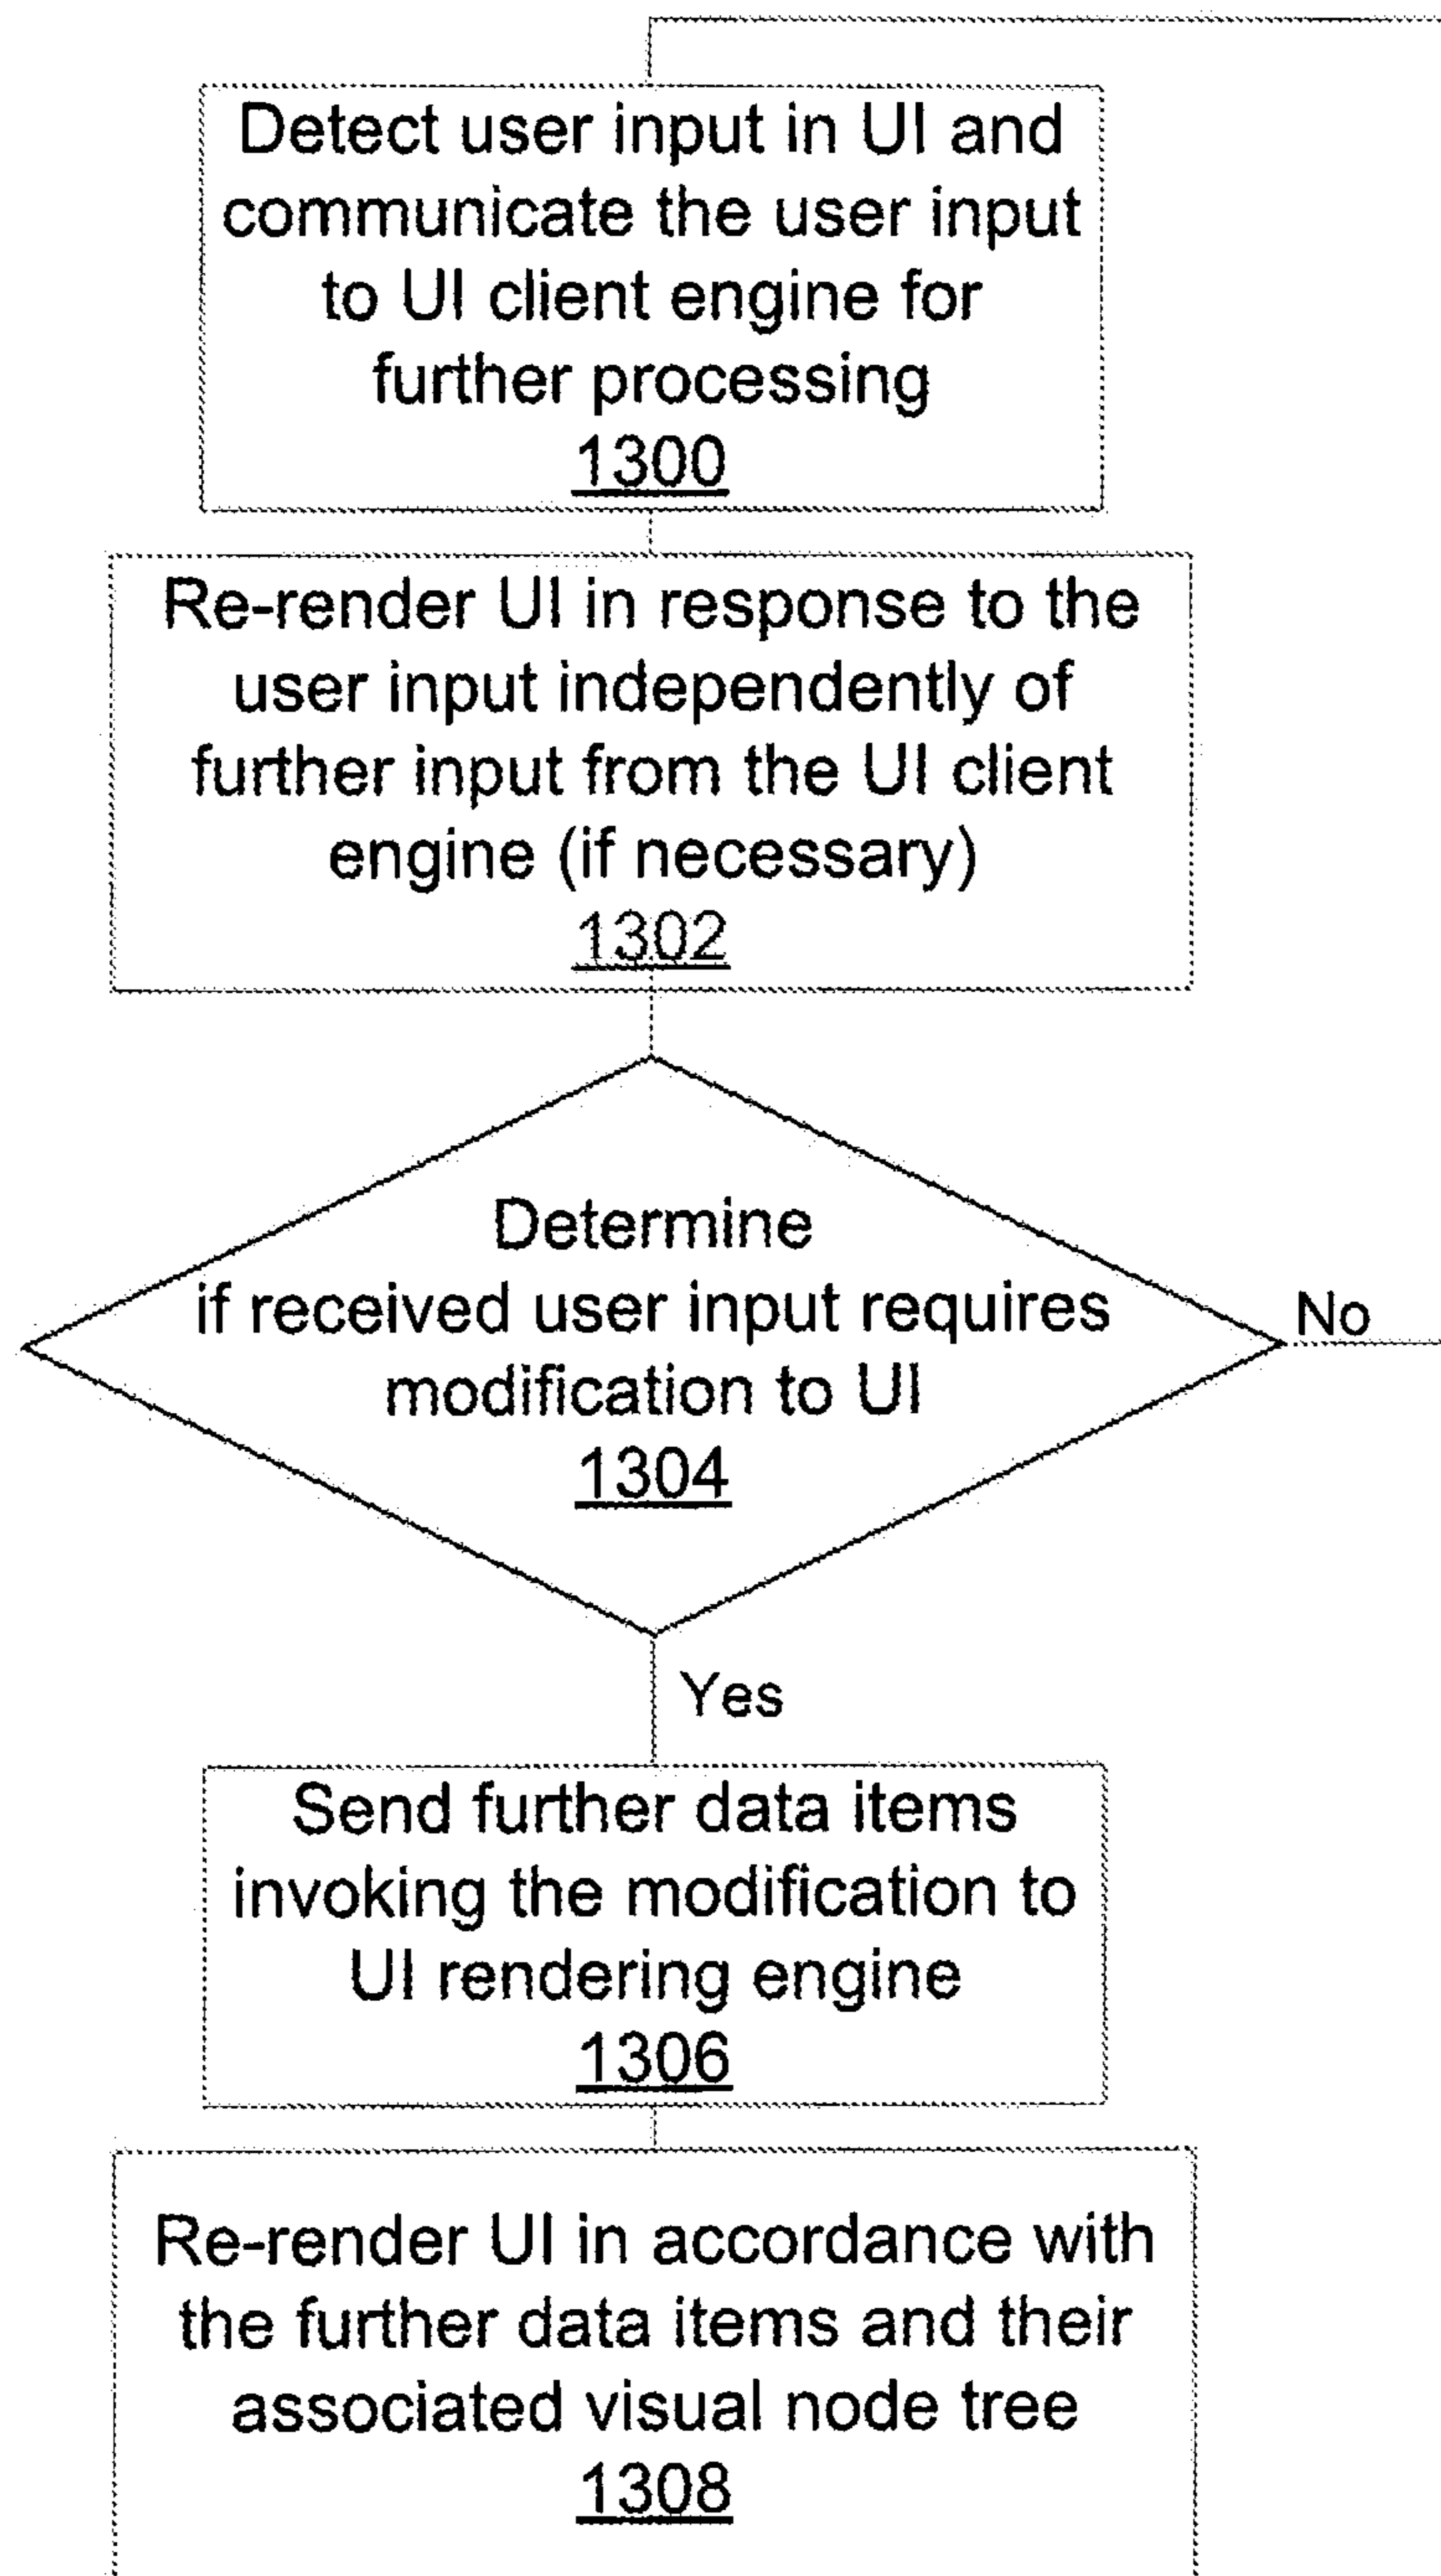 Detect user input in UI and
communicate the user input
to UI client engine for
further processing
1300
Re-render UI in response to the
user input independently of
further input from the UI client
engine (if necessary)
1302
Determine
if received user input requires
modification to UI
1304
No
Yes
Send further data items
invoking the modification to
UI rendering engine
1306
Re-render UI in accordance with
the further data items and their
associated visual node tree
1308